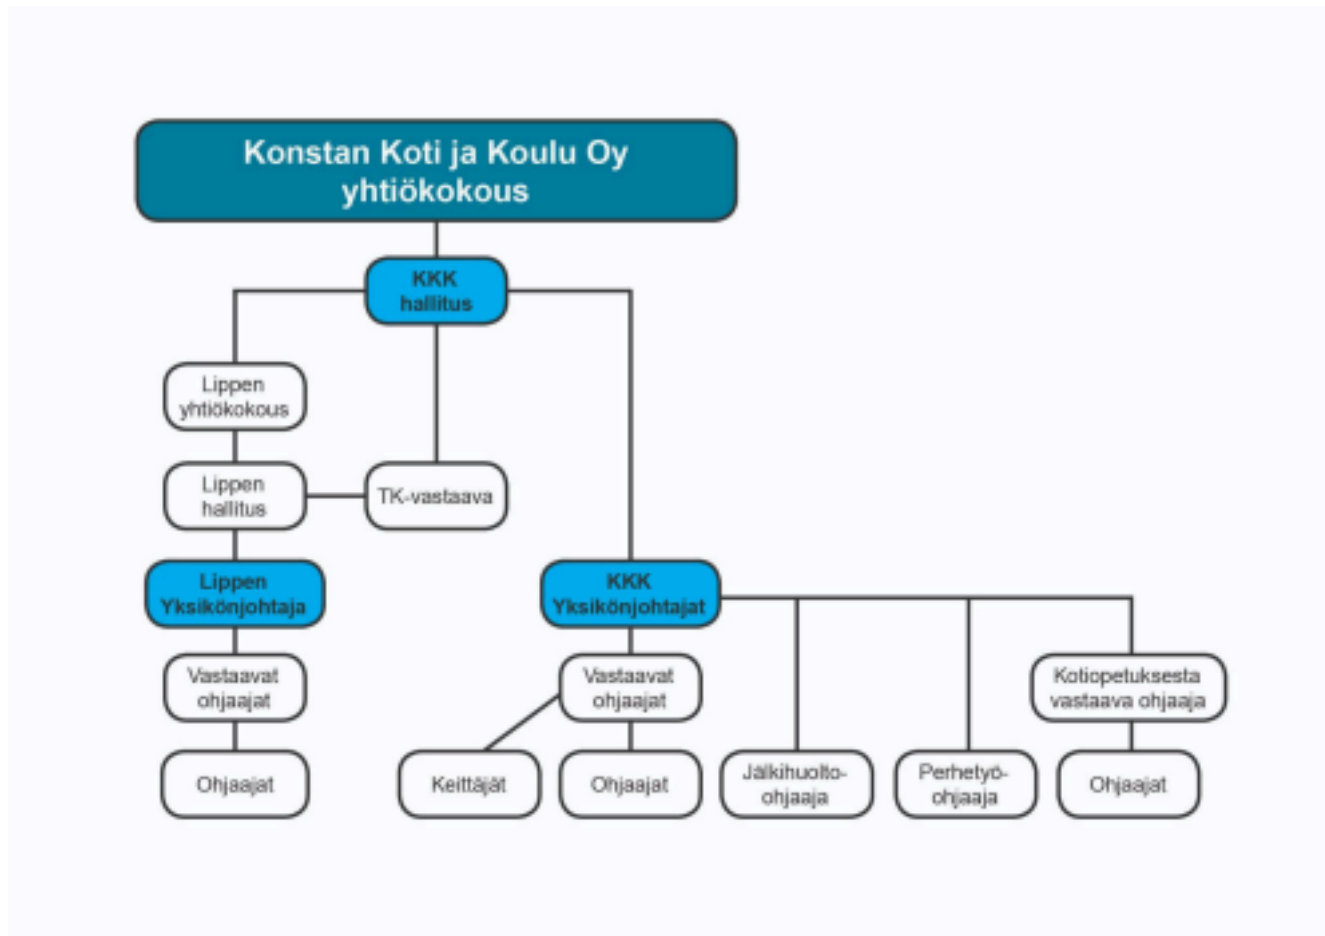 Konstan Koti ja Koulu Oy
yhtiökokous
KKK
hallitus
Lippen
yhtiökokous
Lippen
hallitus
TK-vastaava
Lippen
Yksikönjohtaja
KKK
Yksikönjohtajat
Vastaavat
ohjaajat
Vastaavat
ohjaajat
Kotiopetuksesta
vastaava ohjaaja
Ohjaajat
Keittäjät
Ohjaajat
Jälkihuolto-
ohjaaja
Perhetyö-
ohjaaja
Ohjaajat